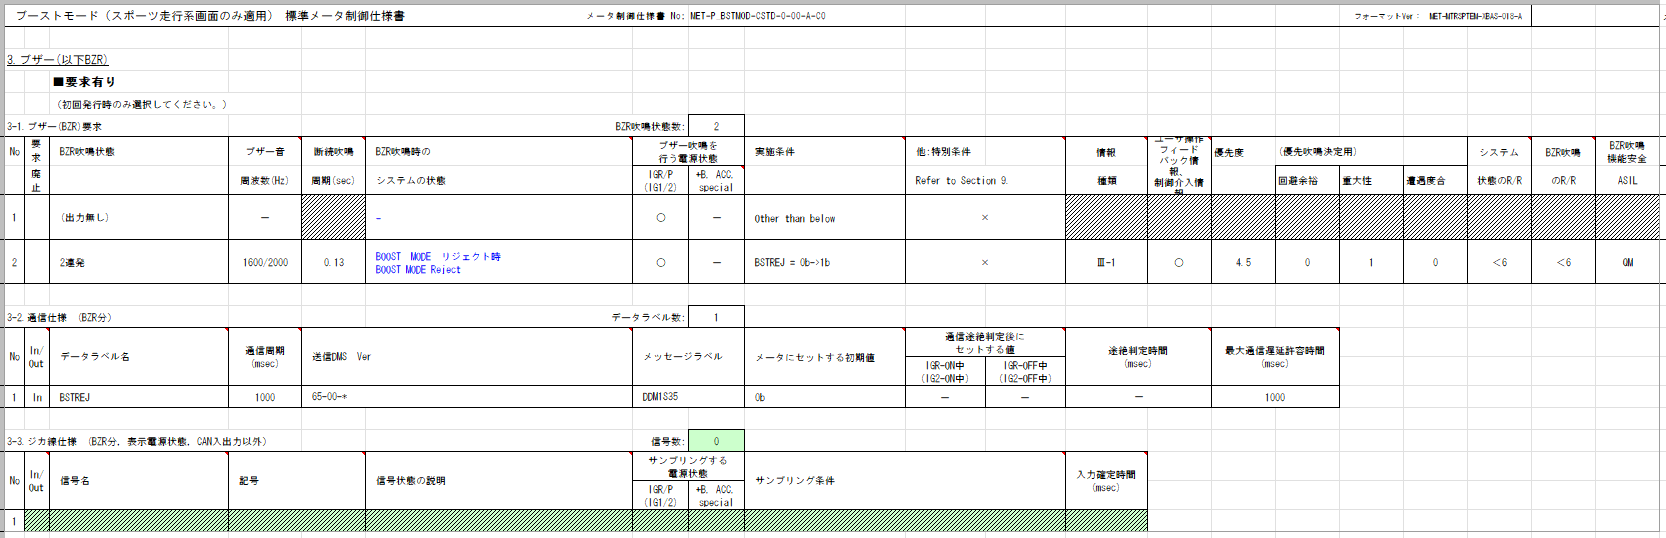 ブーストモード（スポーツ走行系画面のみ適用） 標準メータ制御仕様書
メータ制御仕様書 No: MET-P_BSTMOD-CSTD-0-00-A-C0
フォーマットVer： MET-MTRSPTEM-XBAS-018-A
3. ブザー(以下BZR)
■要求有り
（初回発行時のみ選択してください。）
3-1. ブザー(BZR)要求
BZR吹鳴状態数: 2
No 要求廃止 BZR吹鳴状態 ブザー音 周波数(Hz) 断続吹鳴 周期(sec) BZR吹鳴時の システムの状態 ブザー吹鳴を 行う電源状態 IGR/P (IG1/2) +B, ACC, special 実施条件 他:特別条件 Refer to Section 9. 情報 種類 ユーザ操作 フィード バック情 報、 制御介入情 報 優先度 (優先吹鳴決定用) 回避余裕 重大性 遭遇度合 システム 状態のR/R BZR吹鳴 のR/R BZR吹鳴 機能安全 ASIL
1 (出力無し) － - ○ － Other than below ×
2 2連発 1600/2000 0.13 BOOST MODE リジェクト時 BOOST MODE Reject ○ － BSTREJ = 0b->1b × Ⅲ-1 ○ 4.5 0 1 0 <6 <6 QM
3-2. 通信仕様 (BZR分)
データラベル数: 1
No In/Out データラベル名 通信周期 (msec) 送信DMS Ver メッセージラベル メータにセットする初期値 通信途絶判定後に セットする値 IGR-ON中 (IG2-ON中) IGR-OFF中 (IG2-OFF中) 途絶判定時間 (msec) 最大通信遅延許容時間 (msec)
1 In BSTREJ 1000 65-00-* DDM1S35 0b － － － 1000
3-3. ジカ線仕様 (BZR分, 表示電源状態, CAN入出力以外)
信号数: 0
No In/Out 信号名 記号 信号状態の説明 サンプリングする 電源状態 IGR/P (IG1/2) +B, ACC, special サンプリング条件 入力確定時間 (msec)
1